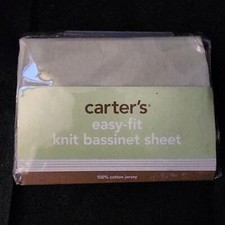 carter's®
easy-fit
knit bassinet sheet
100% cotton jersey